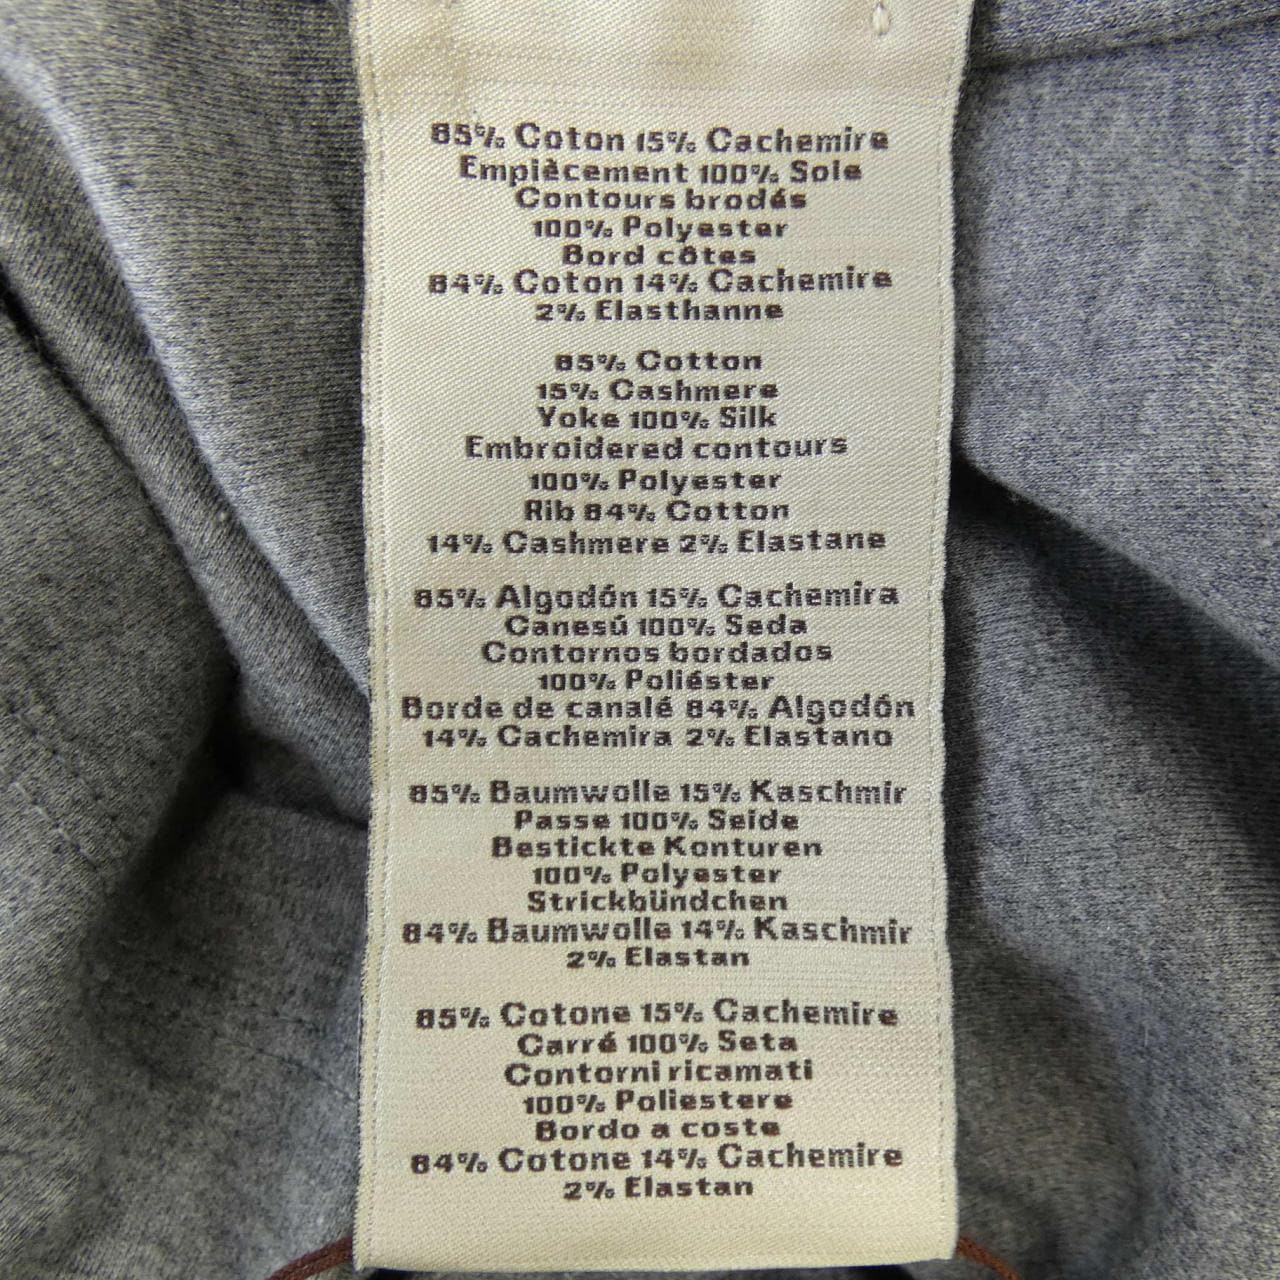 85% Coton 15% Cachemire
Empiècement 100% Soie
Contours brodés
100% Polyester
Bord côtes
84% Coton 14% Cachemire
2% Elasthanne
85% Cotton
15% Cashmere
Yoke 100% Silk
Embroidered contours
100% Polyester
Rib 84% Cotton
14% Cashmere 2% Elastane
85% Algodón 15% Cachemira
Canesú 100% Seda
Contornos bordados
100% Poliéster
Borde de canalé 84% Algodón
14% Cachemira 2% Elastano
85% Baumwolle 15% Kaschmir
Passe 100% Seide
Bestickte Konturen
100% Polyester
Strickbündchen
84% Baumwolle 14% Kaschmir
2% Elastan
85% Cotone 15% Cachemire
Carré 100% Seta
Contorni ricamati
100% Poliestere
Bordo a coste
84% Cotone 14% Cachemire
2% Elastan